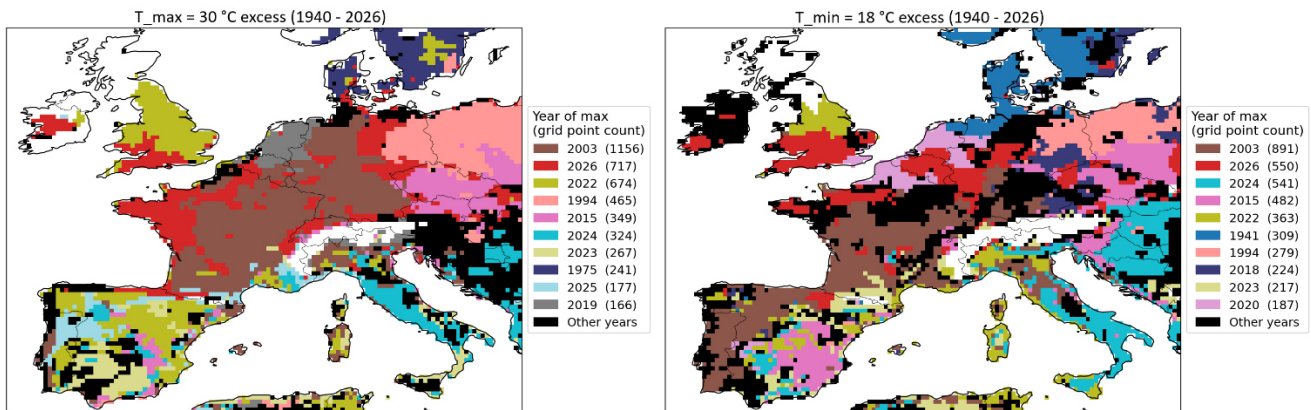 T_max = 30 °C excess (1940 - 2026)
Year of max
(grid point count)
2003 (1156)
2026 (717)
2022 (674)
1994 (465)
2015 (349)
2024 (324)
2023 (267)
1975 (241)
2025 (177)
2019 (166)
Other years
T_min = 18 °C excess (1940 - 2026)
Year of max
(grid point count)
2003 (891)
2026 (550)
2024 (541)
2015 (482)
2022 (363)
1941 (309)
1994 (279)
2018 (224)
2023 (217)
2020 (187)
Other years